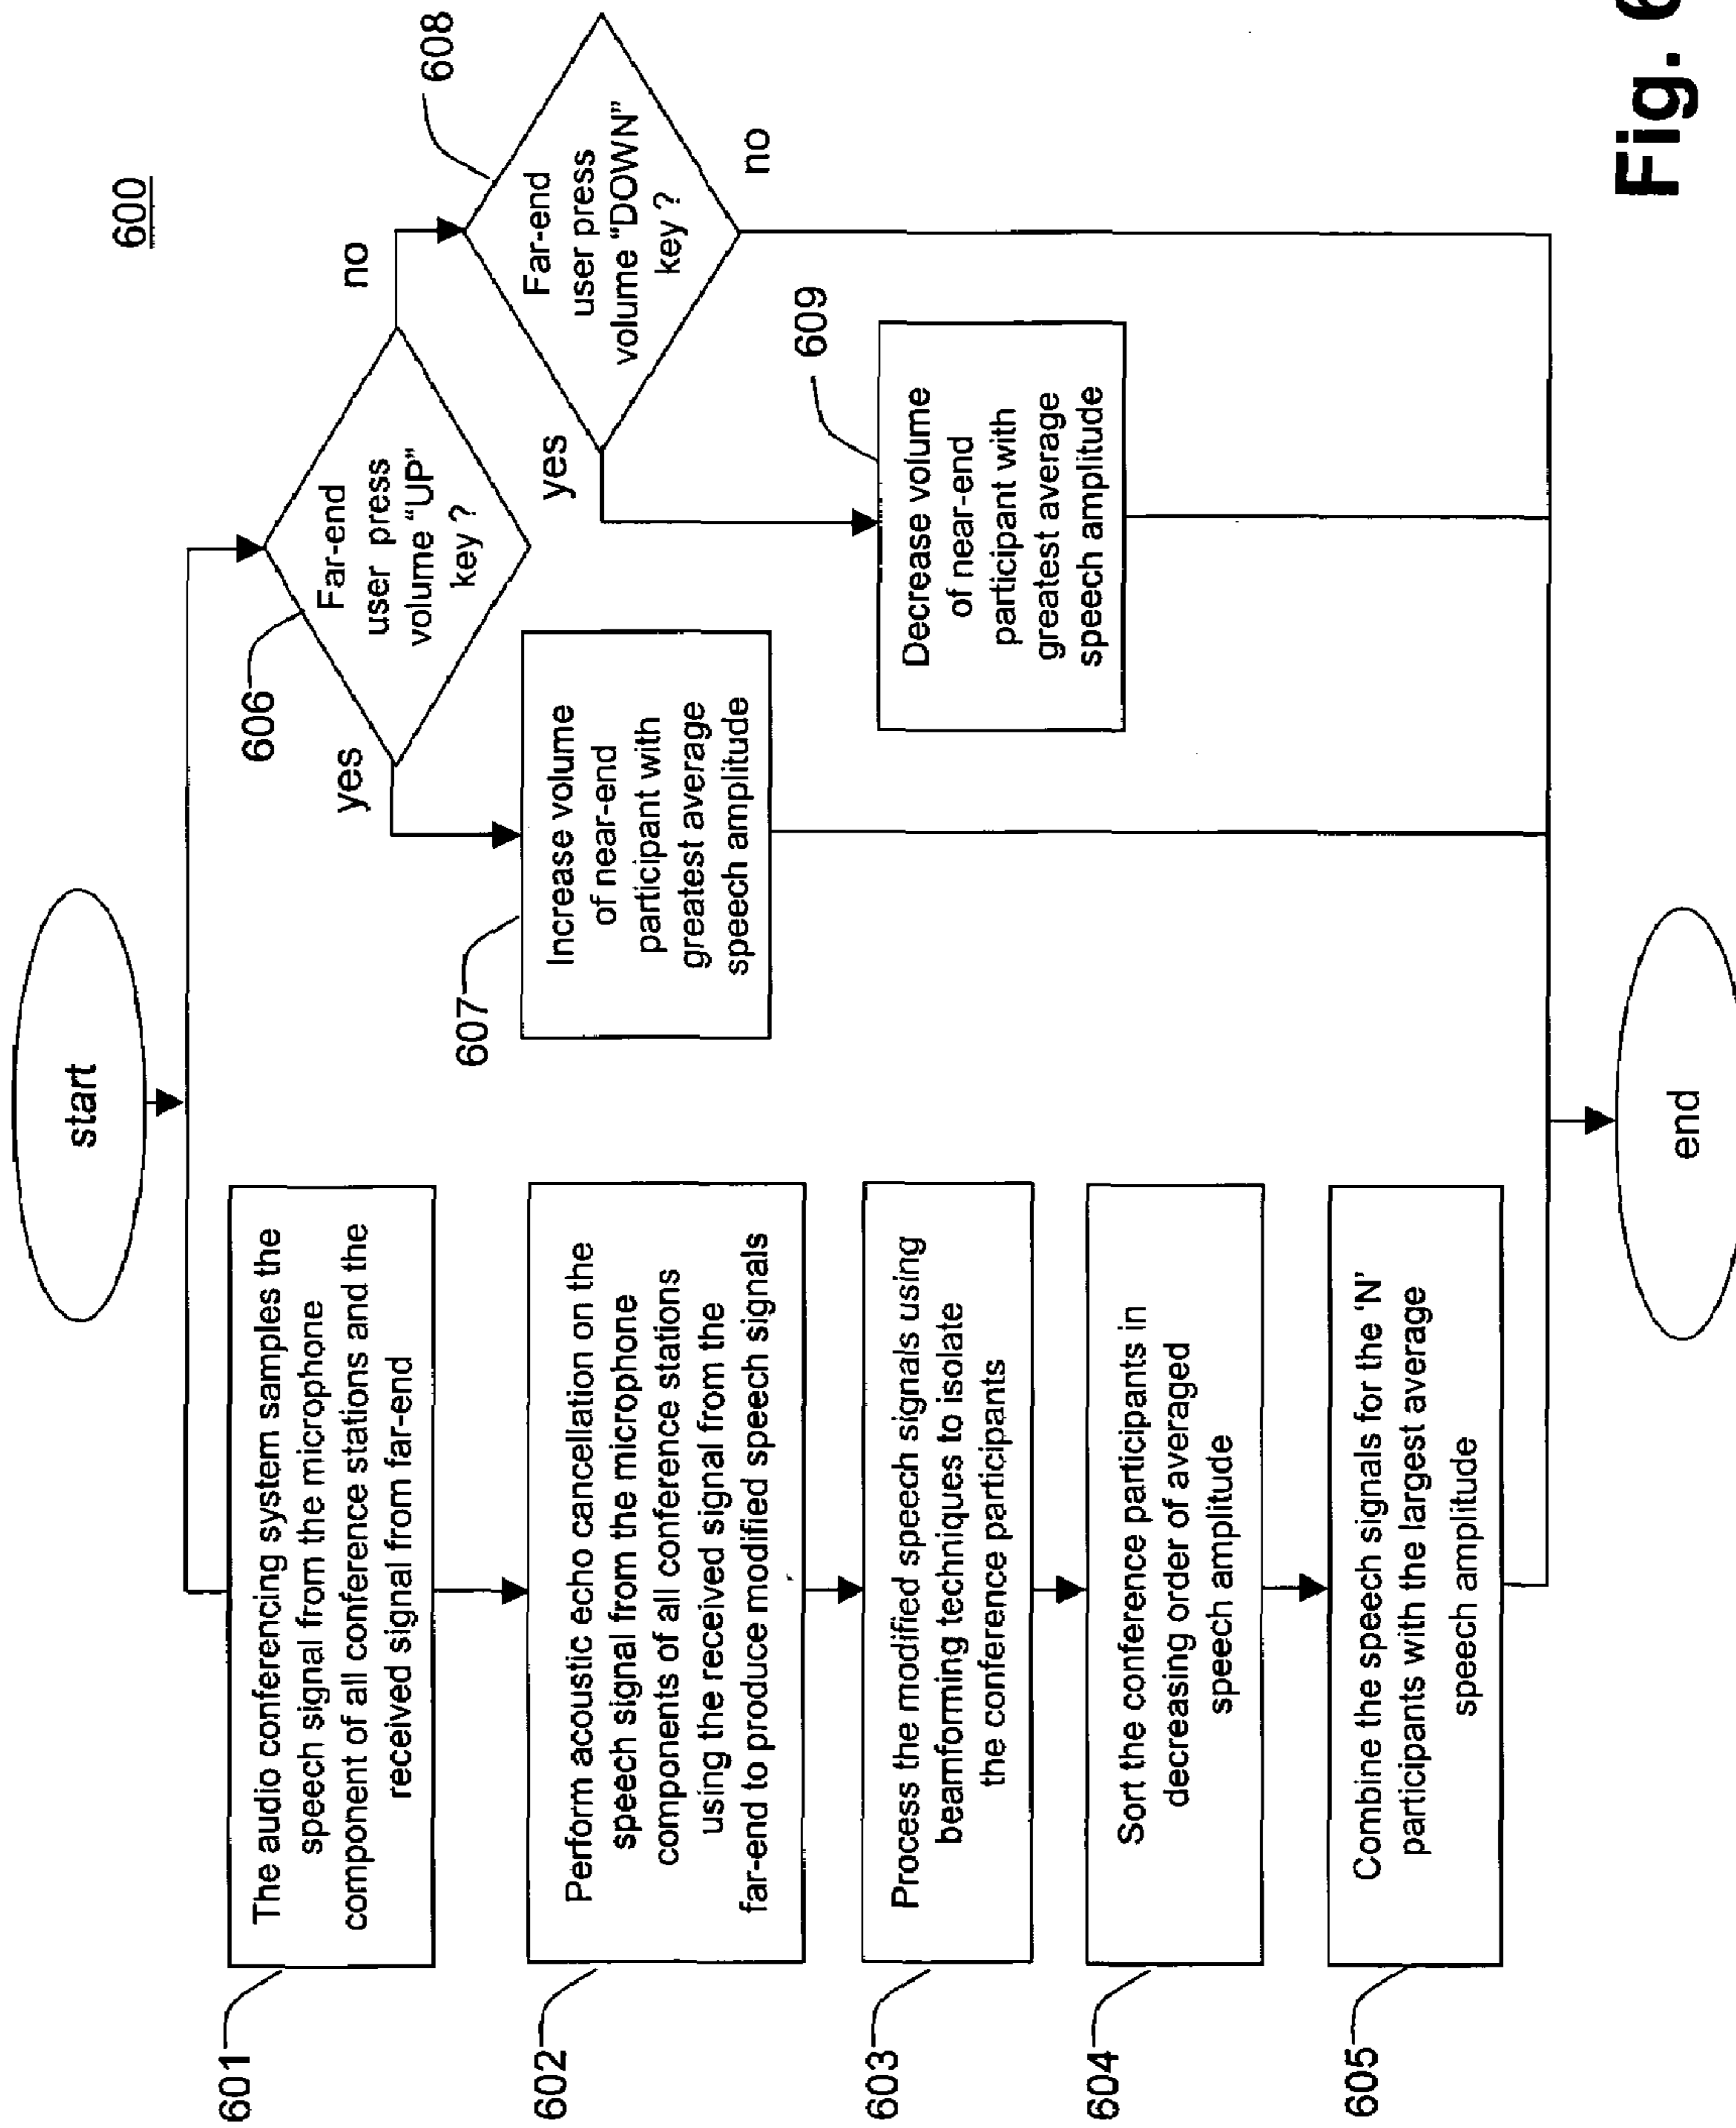 600
start
601
The audio conferencing system samples the
speech signal from the microphone
component of all conference stations and the
received signal from far-end
602
Perform acoustic echo cancellation on the
speech signal from the microphone
components of all conference stations
using the received signal from the
far-end to produce modified speech signals
603
Process the modified speech signals using
beamforming techniques to isolate
the conference participants
604
Sort the conference participants in
decreasing order of averaged
speech amplitude
605
Combine the speech signals for the ‘N’
participants with the largest average
speech amplitude
606
Far-end
user press
volume “UP”
key ?
yes
no
607
Increase volume
of near-end
participant with
greatest average
speech amplitude
608
Far-end
user press
volume “DOWN”
key ?
yes
no
609
Decrease volume
of near-end
participant with
greatest average
speech amplitude
end
Fig. 6